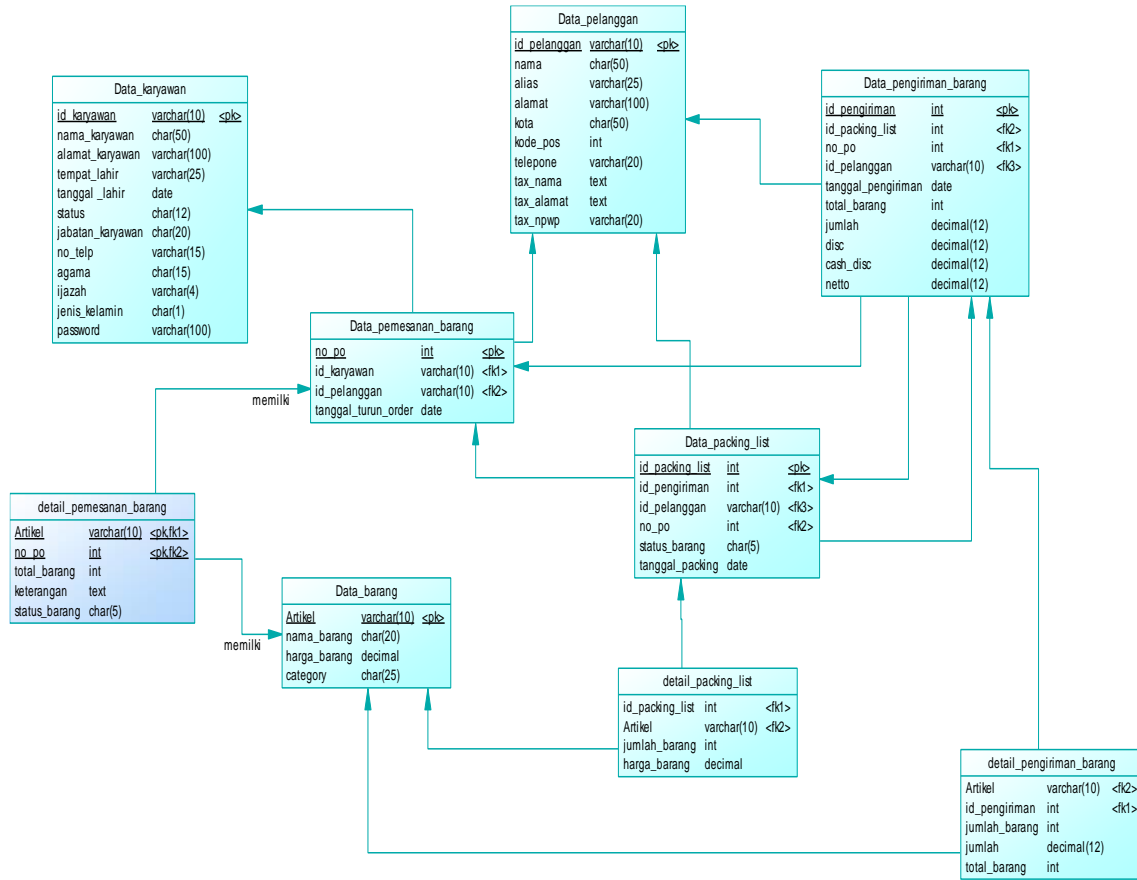 Data_pelanggan
id_pelanggan varchar(10) <pk>
nama char(50)
alias varchar(25)
alamat varchar(100)
kota char(50)
kode_pos int
telepone varchar(20)
tax_nama text
tax_alamat text
tax_npwp varchar(20)
Data_karyawan
id_karyawan varchar(10) <pk>
nama_karyawan char(50)
alamat_karyawan varchar(100)
tempat_lahir varchar(25)
tanggal _lahir date
status char(12)
jabatan_karyawan char(20)
no_telp varchar(15)
agama char(15)
ijazah varchar(4)
jenis_kelamin char(1)
password varchar(100)
Data_pengiriman_barang
id_pengiriman int <pk>
id_packing_list int <fk2>
no_po int <fk1>
id_pelanggan varchar(10) <fk3>
tanggal_pengiriman date
total_barang int
jumlah decimal(12)
disc decimal(12)
cash_disc decimal(12)
netto decimal(12)
Data_pemesanan_barang
no_po int <pk>
id_karyawan varchar(10) <fk1>
id_pelanggan varchar(10) <fk2>
tanggal_turun_order date
memilki
Data_packing_list
id_packing_list int <pk>
id_pengiriman int <fk1>
id_pelanggan varchar(10) <fk3>
no_po int <fk2>
status_barang char(5)
tanggal_packing date
detail_pemesanan_barang
Artikel varchar(10) <pk,fk1>
no_po int <pk,fk2>
total_barang int
keterangan text
status_barang char(5)
memilki
Data_barang
Artikel varchar(10) <pk>
nama_barang char(20)
harga_barang decimal
category char(25)
detail_packing_list
id_packing_list int <fk1>
Artikel varchar(10) <fk2>
jumlah_barang int
harga_barang decimal
detail_pengiriman_barang
Artikel varchar(10) <fk2>
id_pengiriman int <fk1>
jumlah_barang int
jumlah decimal(12)
total_barang int